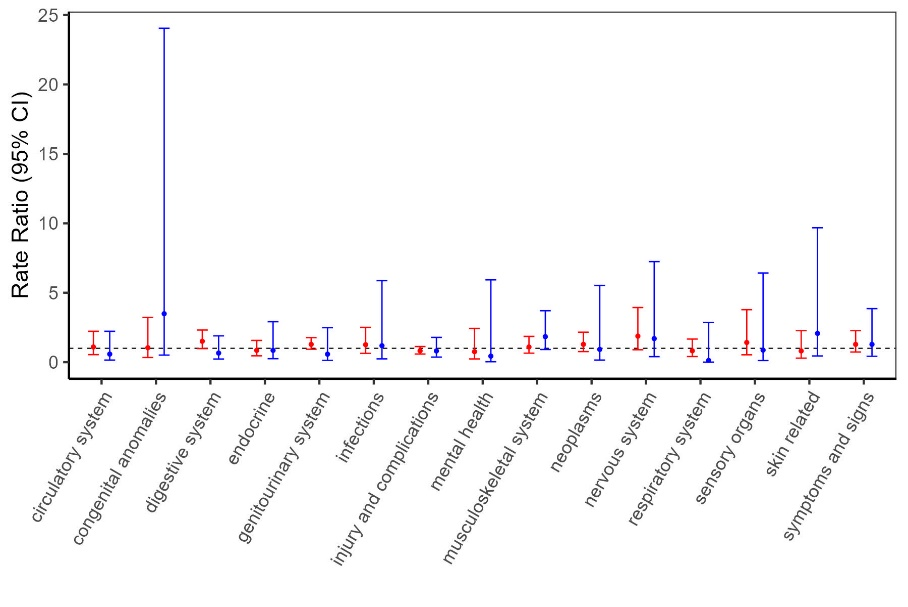 Rate Ratio (95% CI)
25
20
15
10
5
0
circulatory system
congenital anomalies
digestive system
endocrine
genitourinary system
infections
injury and complications
mental health
musculoskeletal system
neoplasms
nervous system
respiratory system
sensory organs
skin related
symptoms and signs